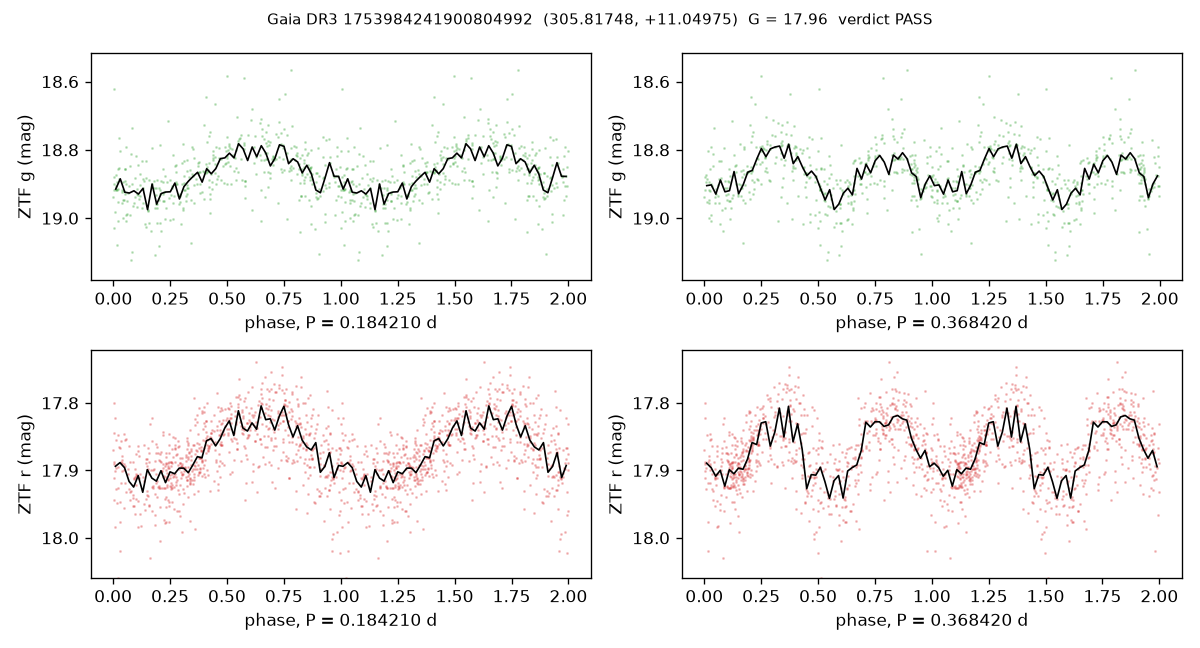 Gaia DR3 1753984241900804992 (305.81748, +11.04975) G = 17.96 verdict PASS
ZTF g (mag)
18.6
18.8
19.0
0.00 0.25 0.50 0.75 1.00 1.25 1.50 1.75 2.00
phase, P = 0.184210 d
ZTF g (mag)
18.6
18.8
19.0
0.00 0.25 0.50 0.75 1.00 1.25 1.50 1.75 2.00
phase, P = 0.368420 d
ZTF r (mag)
17.8
17.9
18.0
0.00 0.25 0.50 0.75 1.00 1.25 1.50 1.75 2.00
phase, P = 0.184210 d
ZTF r (mag)
17.8
17.9
18.0
0.00 0.25 0.50 0.75 1.00 1.25 1.50 1.75 2.00
phase, P = 0.368420 d